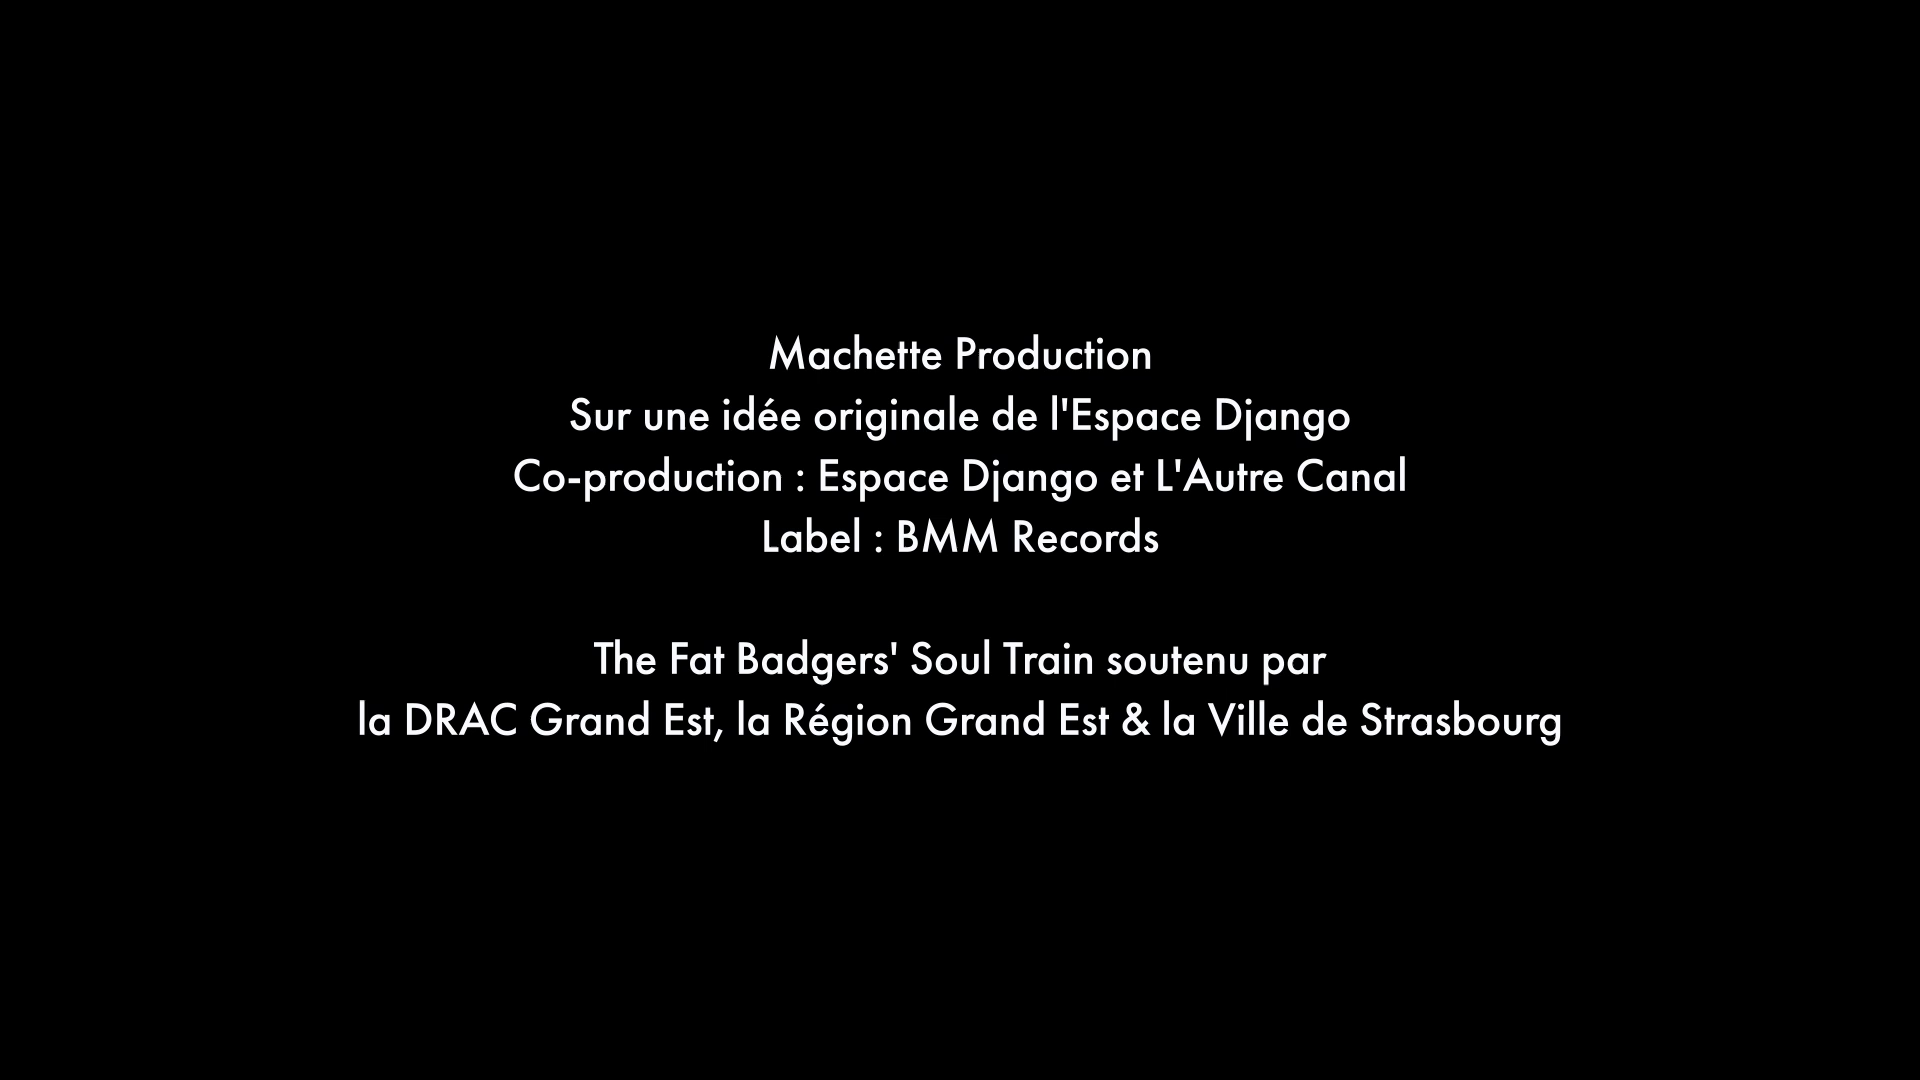 Machette Production
Sur une idée originale de l'Espace Django
Co-production : Espace Django et L'Autre Canal
Label : BMM Records
The Fat Badgers' Soul Train soutenu par
la DRAC Grand Est, la Région Grand Est & la Ville de Strasbourg